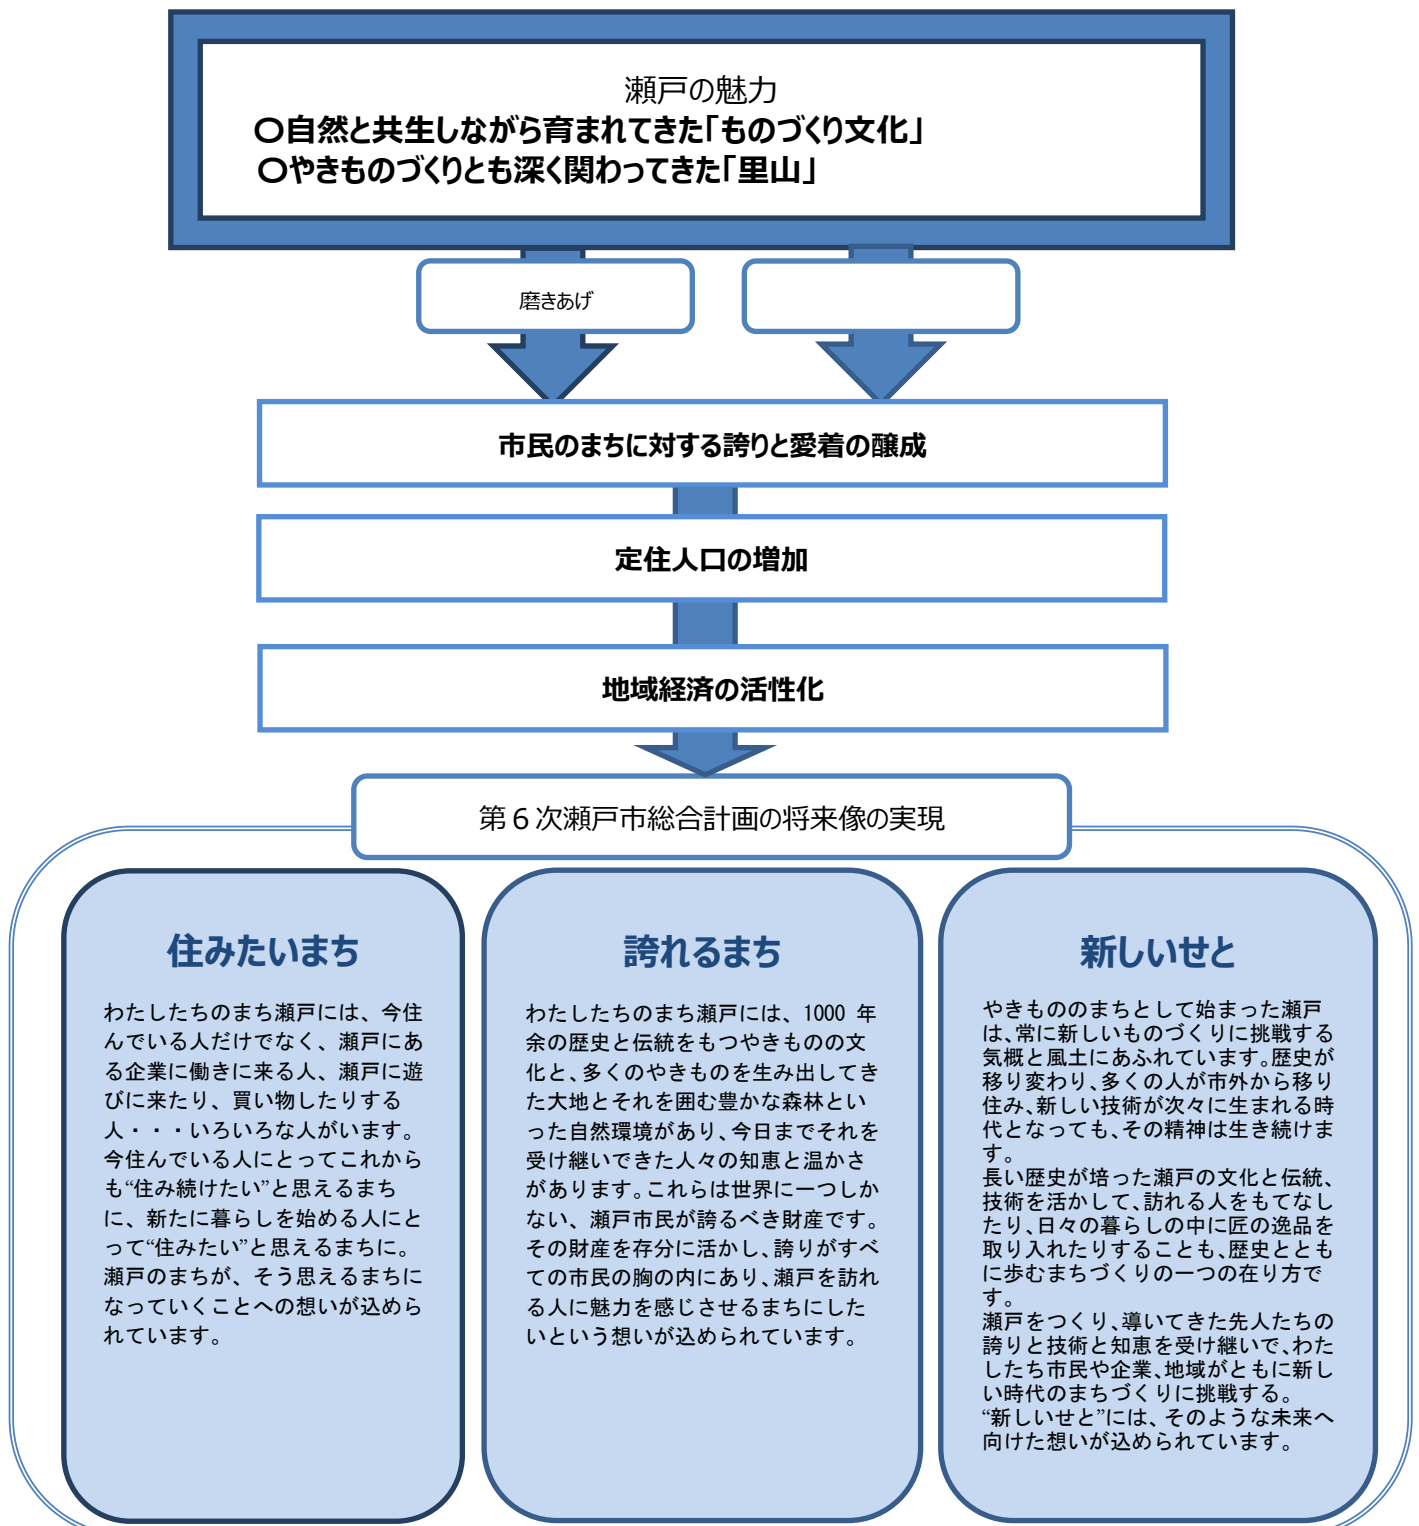 瀬戸の魅力
〇自然と共生しながら育まれてきた「ものづくり文化」
〇やきものづくりとも深く関わってきた「里山」
磨きあげ
市民のまちに対する誇りと愛着の醸成
定住人口の増加
地域経済の活性化
第６次瀬戸市総合計画の将来像の実現
住みたいまち
わたしたちのまち瀬戸には、今住
んでいる人だけでなく、瀬戸にあ
る企業に働きに来る人、瀬戸に遊
びに来たり、買い物したりする
人・・・いろいろな人がいます。
今住んでいる人にとってこれから
も“住み続けたい”と思えるまち
に、新たに暮らしを始める人にと
って“住みたい”と思えるまちに。
瀬戸のまちが、そう思えるまちに
なっていくことへの想いが込めら
れています。
誇れるまち
わたしたちのまち瀬戸には、1000 年
余の歴史と伝統をもつやきものの文
化と、多くのやきものを生み出してき
た大地とそれを囲む豊かな森林とい
った自然環境があり、今日までそれを
受け継いできた人々の知恵と温かさ
があります。これらは世界に一つしか
ない、瀬戸市民が誇るべき財産です。
その財産を存分に活かし、誇りがすべ
ての市民の胸の内にあり、瀬戸を訪れ
る人に魅力を感じさせるまちにした
いという想いが込められています。
新しいせと
やきもののまちとして始まった瀬戸
は、常に新しいものづくりに挑戦する
気概と風土にあふれています。歴史が
移り変わり、多くの人が市外から移り
住み、新しい技術が次々に生まれる時
代となっても、その精神は生き続けま
す。
長い歴史が培った瀬戸の文化と伝統、
技術を活かして、訪れる人をもてなし
たり、日々の暮らしの中に匠の逸品を
取り入れたりすることも、歴史ととも
に歩むまちづくりの一つの在り方で
す。
瀬戸をつくり、導いてきた先人たちの
誇りと技術と知恵を受け継いで、わた
したち市民や企業、地域がともに新し
い時代のまちづくりに挑戦する。
“新しいせと”には、そのような未来へ
向けた想いが込められています。